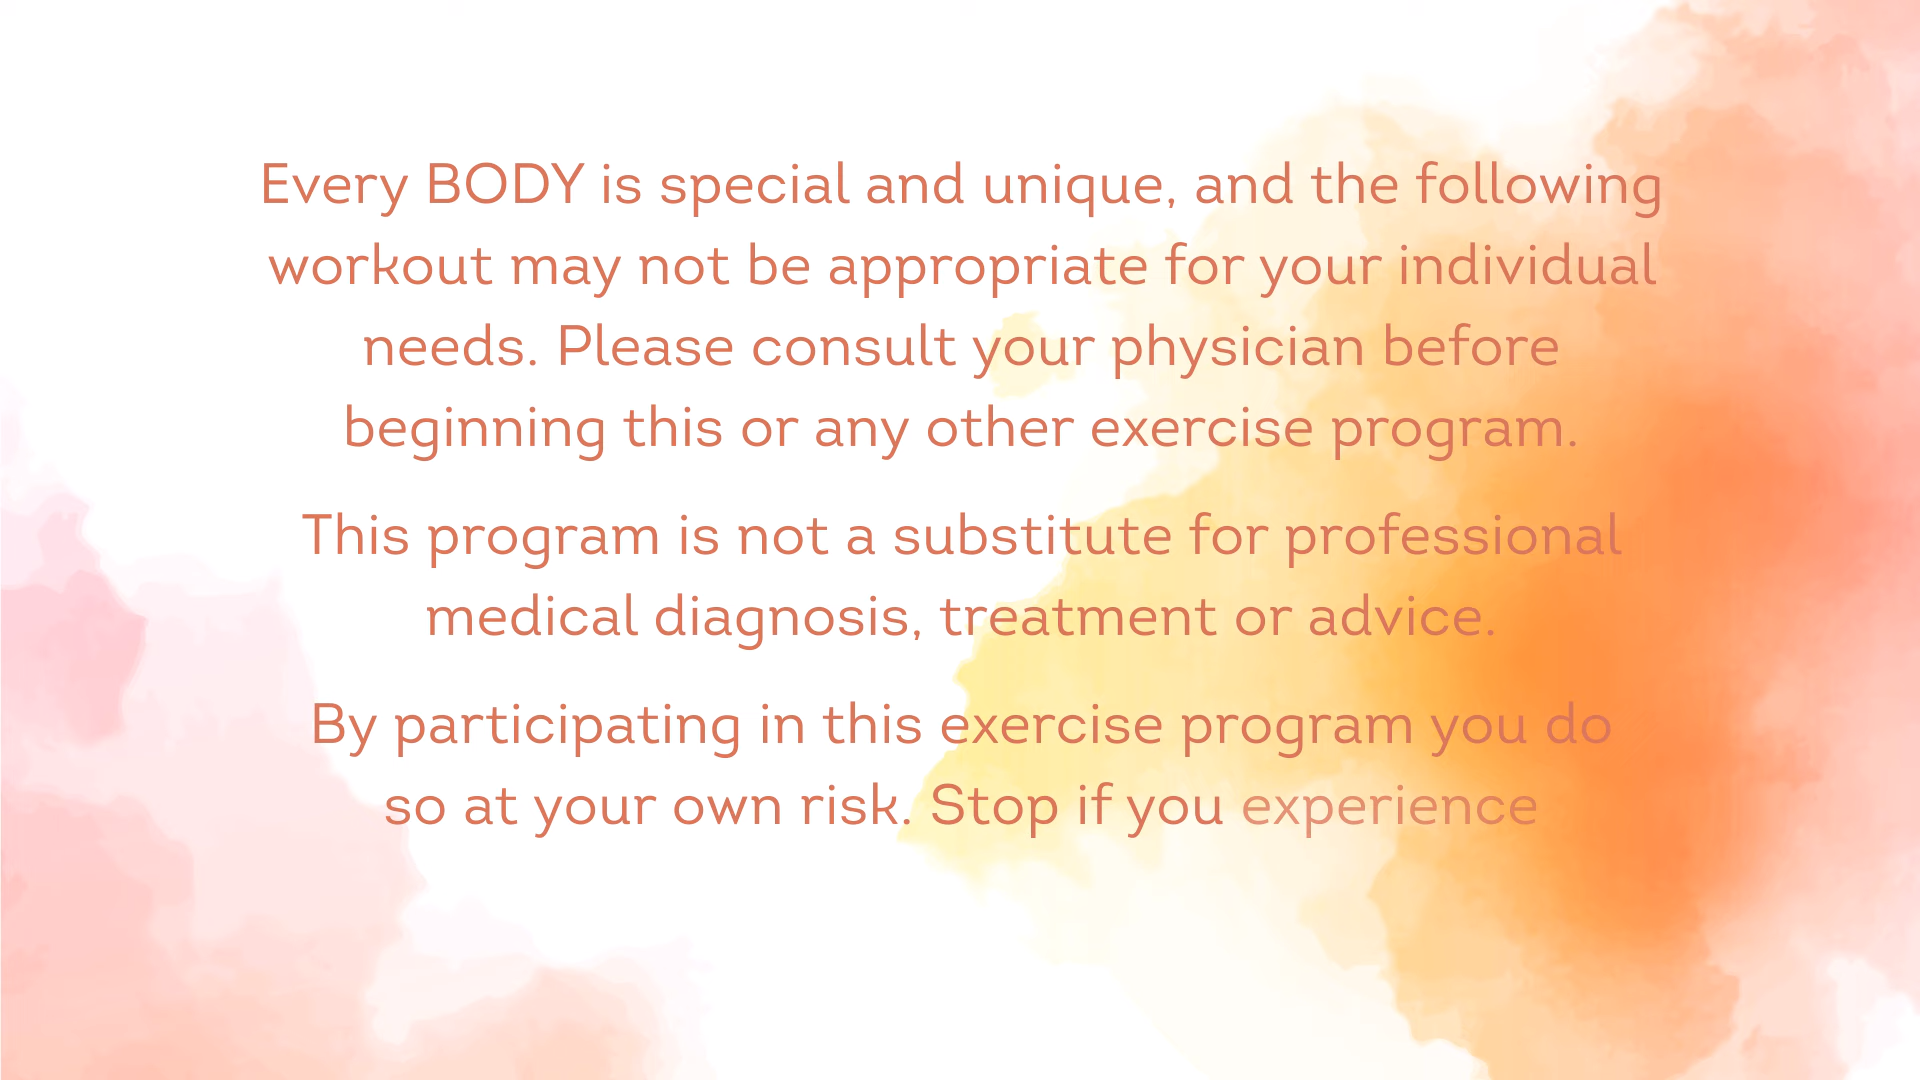 Every BODY is special and unique, and the following
workout may not be appropriate for your individual
needs. Please consult your physician before
beginning this or any other exercise program.
This program is not a substitute for professional
medical diagnosis, treatment or advice.
By participating in this exercise program you do
so at your own risk. Stop if you experience